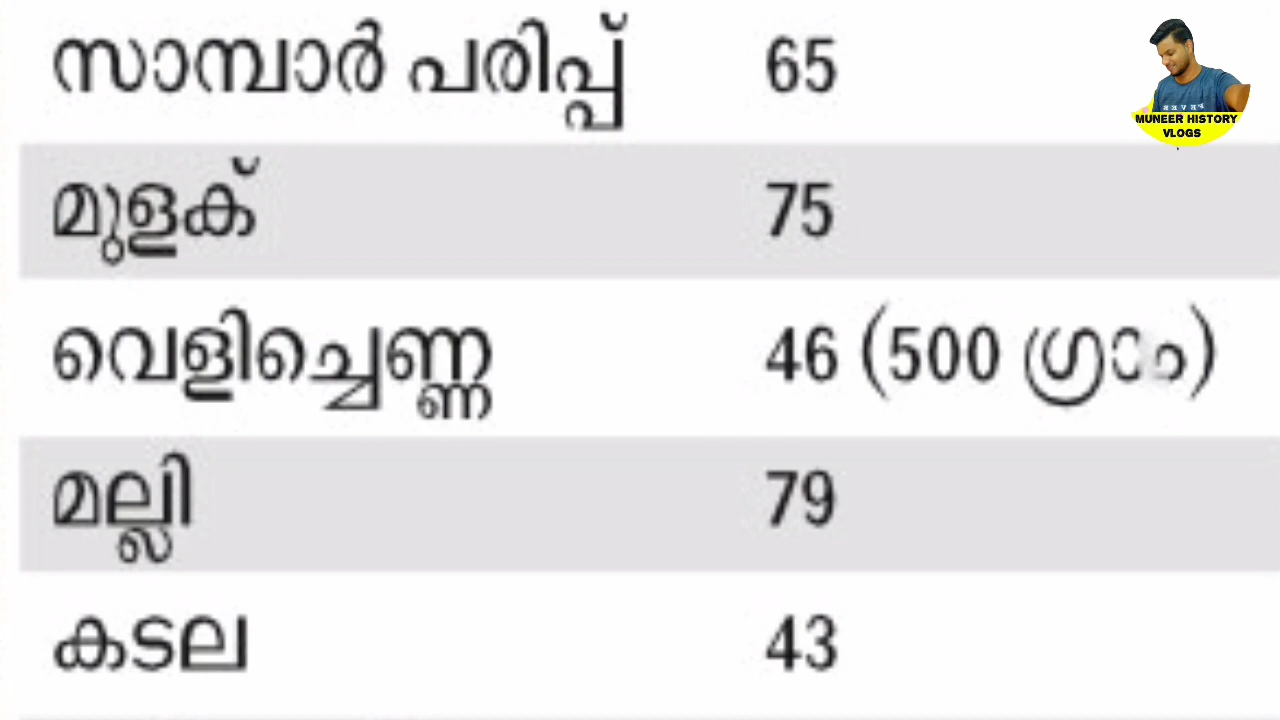 സാമ്പാർ പരിപ്പ് 65
മുളക് 75
വെളിച്ചെണ്ണ 46 (500 ഗ്രാം)
മല്ലി 79
കടല 43
MUNEER HISTORY
VLOGS